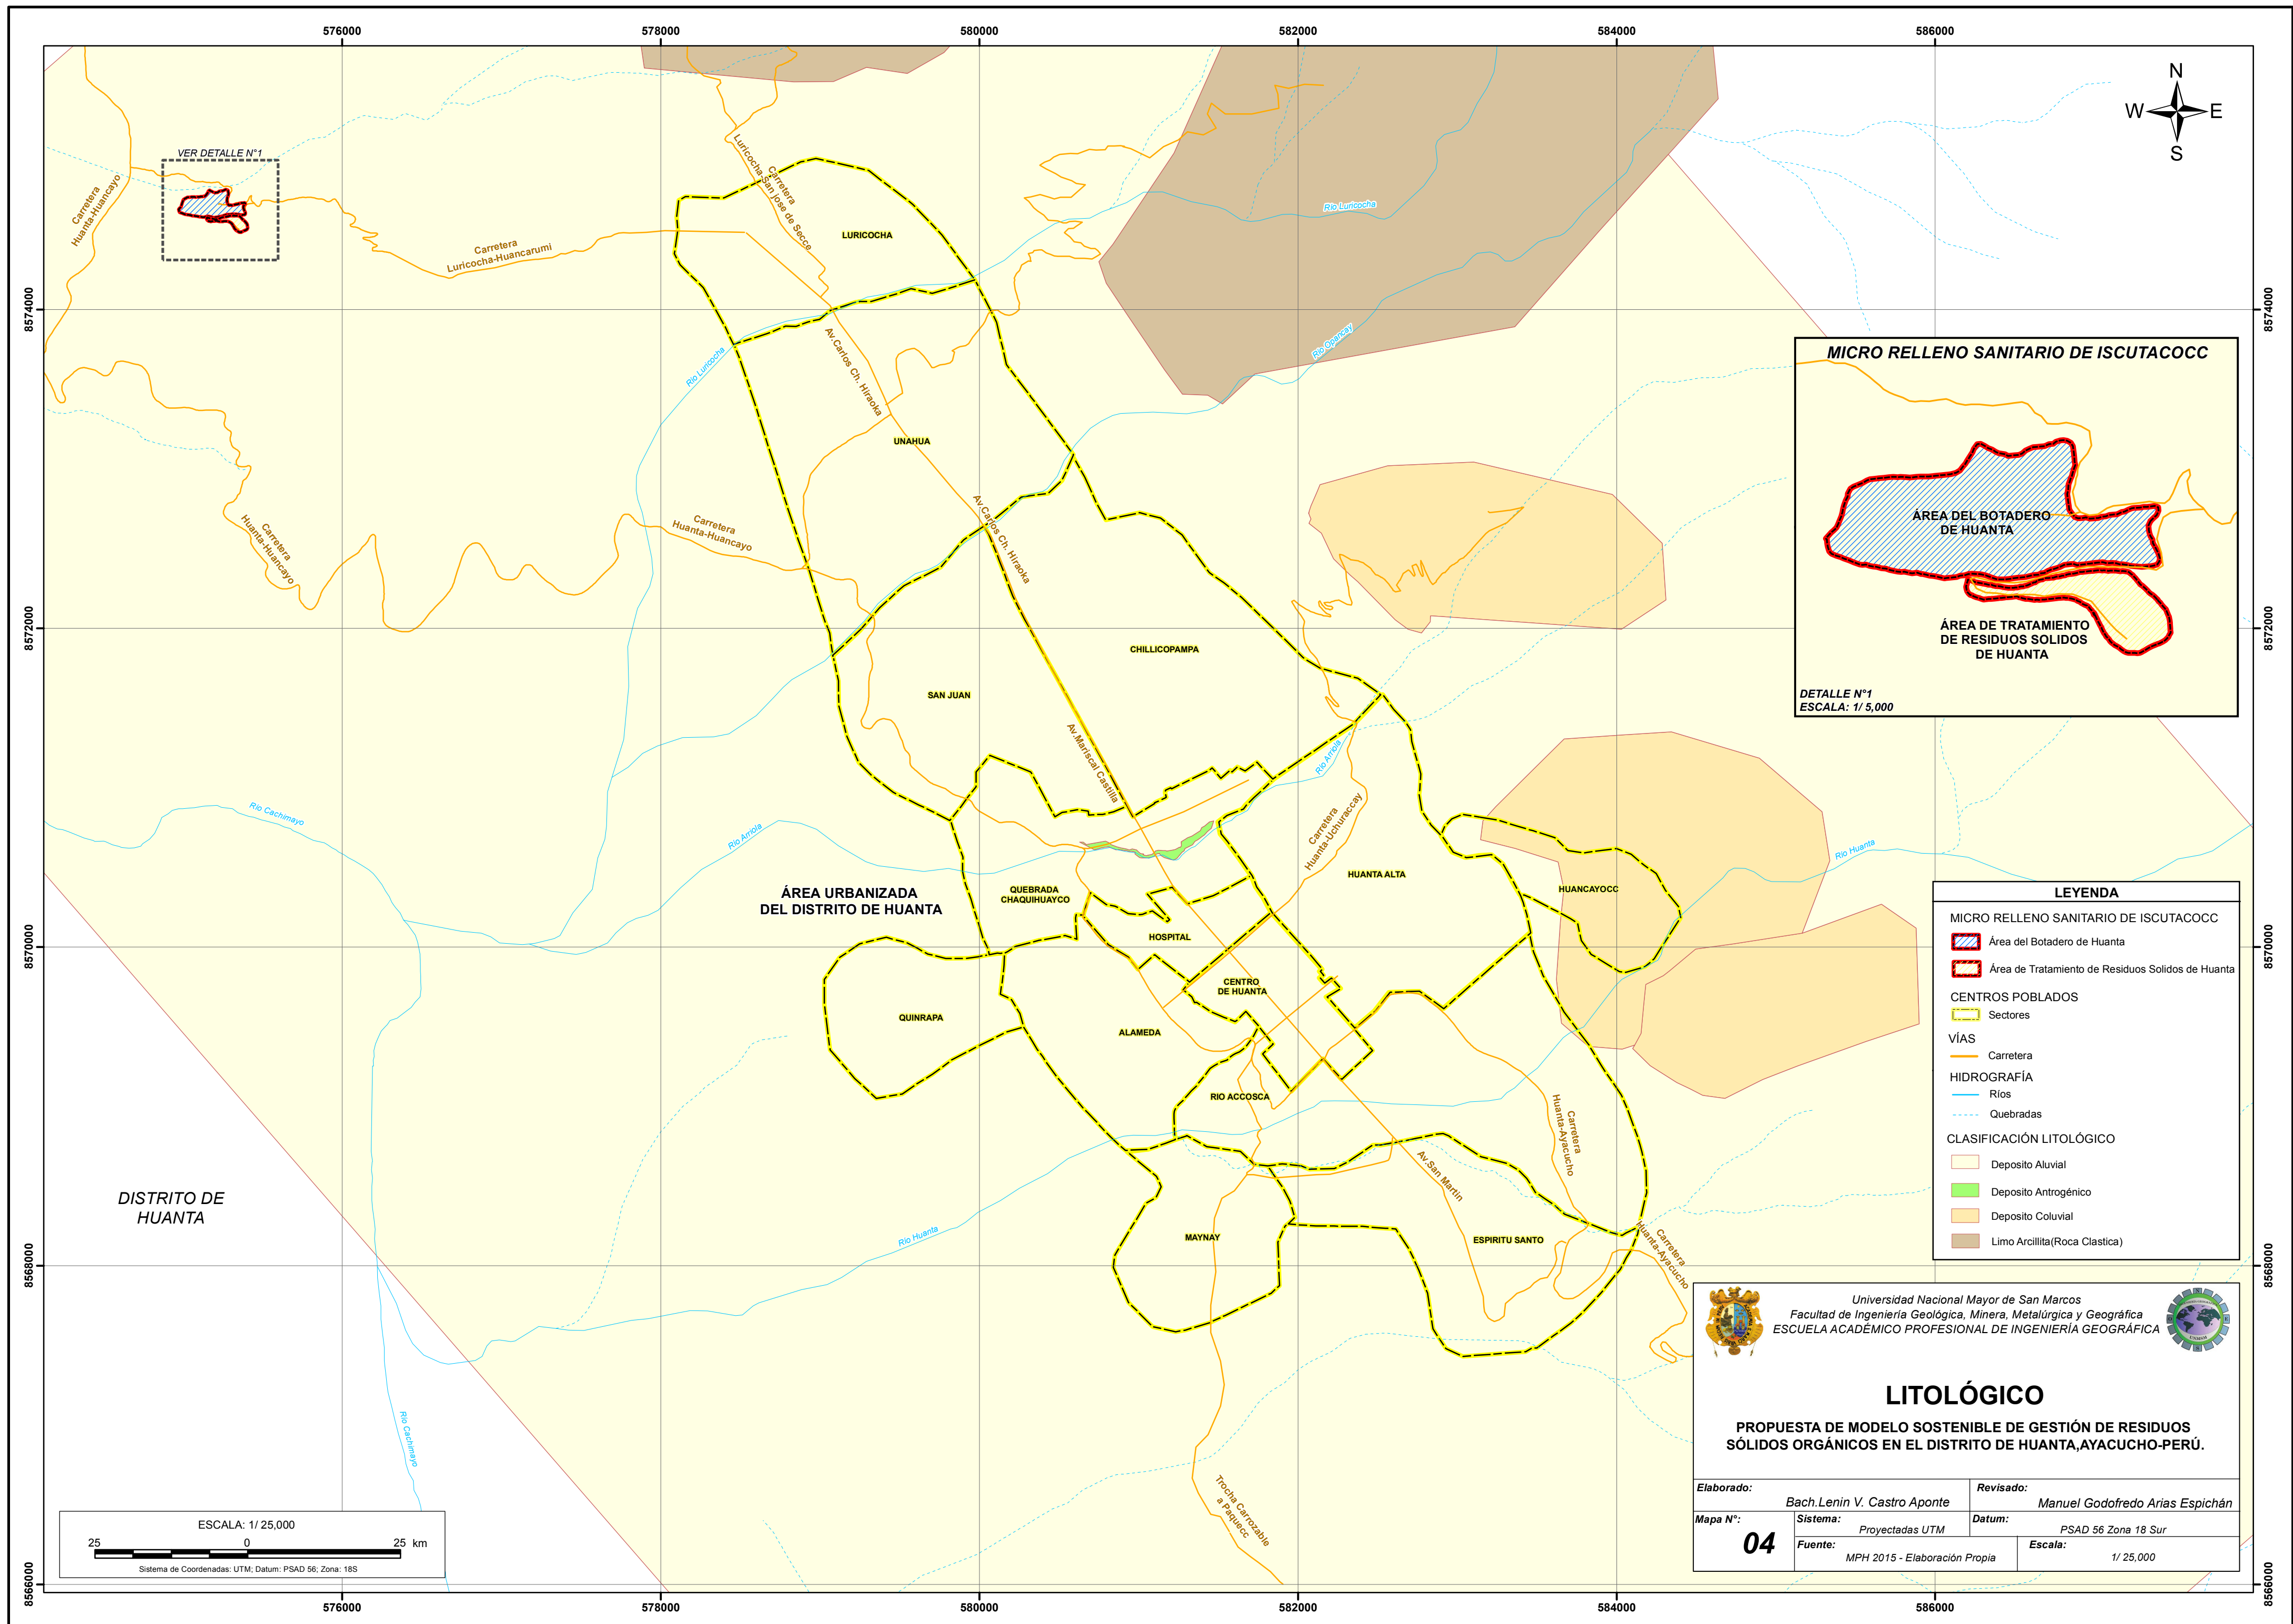 576000
578000
580000
582000
584000
586000
8574000
8572000
8570000
8568000
8566000
8574000
8572000
8570000
8568000
8566000
576000
578000
580000
582000
584000
586000
N
W
E
S
VER DETALLE N°1
Carretera
Huanta-Huancayo
Carretera
Luricocha-Huancarumi
Carretera
Luricocha-San jose de Secce
LURICOCHA
Rio Luricocha
Rio Opancay
Rio Luricocha
Av.Carlos Ch. Hiraoka
UNAHUA
Av.Carlos Ch. Hiraoka
Carretera
Huanta-Huancayo
Carretera
Huanta-Huancayo
CHILLICOPAMPA
SAN JUAN
Av.Mariscal Castilla
Rio Arriola
Rio Cachimayo
Rio Arriola
Carretera
Huanta-Uchuraccay
Rio Huanta
HUANTA ALTA
HUANCAYOCC
ÁREA URBANIZADA
DEL DISTRITO DE HUANTA
QUEBRADA
CHAQUIHUAYCO
HOSPITAL
CENTRO
DE HUANTA
QUINRAPA
ALAMEDA
RIO ACCOSCA
Carretera
Huanta-Ayacucho
Av.San Martin
DISTRITO DE
HUANTA
Rio Huanta
MAYNAY
ESPIRITU SANTO
Carretera
Huanta-Ayacucho
Rio Cachimayo
Trocha Carrozable
a Paquecc
MICRO RELLENO SANITARIO DE ISCUTACOCC
ÁREA DEL BOTADERO
DE HUANTA
ÁREA DE TRATAMIENTO
DE RESIDUOS SOLIDOS
DE HUANTA
DETALLE N°1
ESCALA: 1/ 5,000
LEYENDA
MICRO RELLENO SANITARIO DE ISCUTACOCC
Área del Botadero de Huanta
Área de Tratamiento de Residuos Solidos de Huanta
CENTROS POBLADOS
Sectores
VÍAS
Carretera
HIDROGRAFÍA
Ríos
Quebradas
CLASIFICACIÓN LITOLÓGICO
Deposito Aluvial
Deposito Antrogénico
Deposito Coluvial
Limo Arcillita(Roca Clastica)
Universidad Nacional Mayor de San Marcos
Facultad de Ingeniería Geológica, Minera, Metalúrgica y Geográfica
ESCUELA ACADÉMICO PROFESIONAL DE INGENIERÍA GEOGRÁFICA
LITOLÓGICO
PROPUESTA DE MODELO SOSTENIBLE DE GESTIÓN DE RESIDUOS
SÓLIDOS ORGÁNICOS EN EL DISTRITO DE HUANTA,AYACUCHO-PERÚ.
Elaborado:
Bach.Lenin V. Castro Aponte
Revisado:
Manuel Godofredo Arias Espichán
Mapa N°:
04
Sistema:
Proyectadas UTM
Datum:
PSAD 56 Zona 18 Sur
Fuente:
MPH 2015 - Elaboración Propia
Escala:
1/ 25,000
ESCALA: 1/ 25,000
25 0 25 km
Sistema de Coordenadas: UTM; Datum: PSAD 56; Zona: 18S